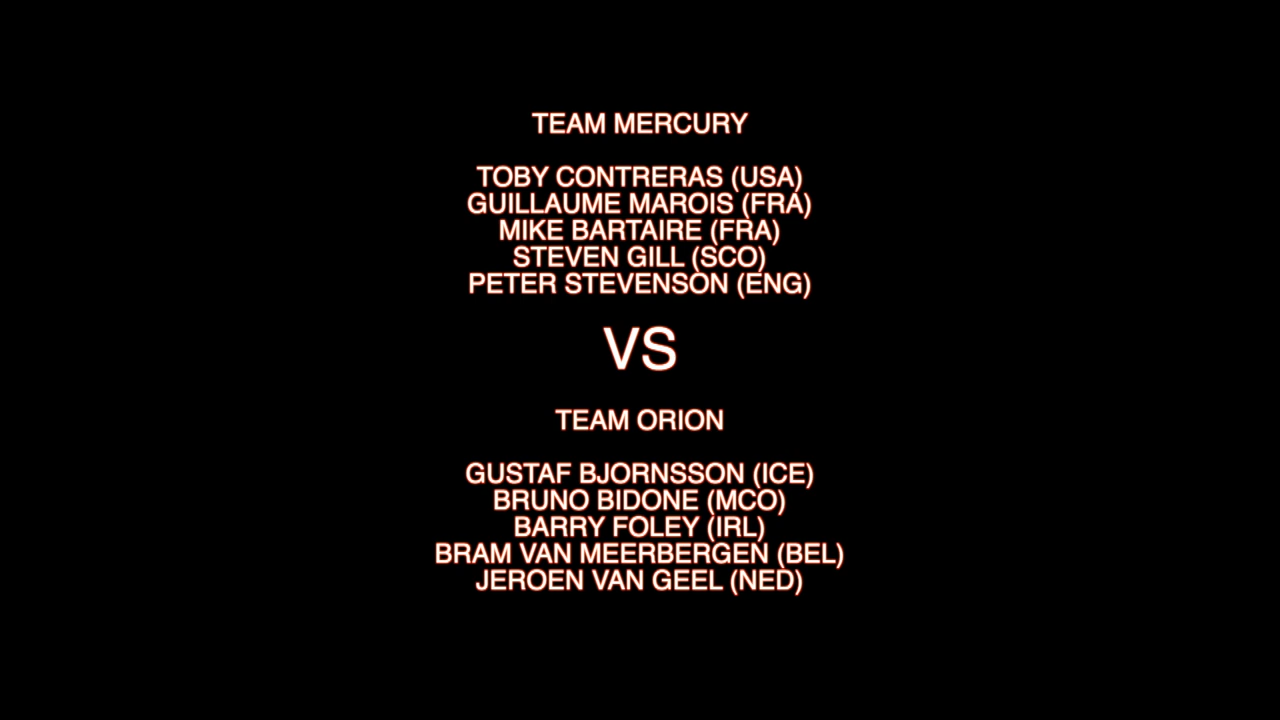 TEAM MERCURY
TOBY CONTRERAS (USA)
GUILLAUME MAROIS (FRA)
MIKE BARTAIRE (FRA)
STEVEN GILL (SCO)
PETER STEVENSON (ENG)
VS
TEAM ORION
GUSTAF BJORNSSON (ICE)
BRUNO BIDONE (MCO)
BARRY FOLEY (IRL)
BRAM VAN MEERBERGEN (BEL)
JEROEN VAN GEEL (NED)